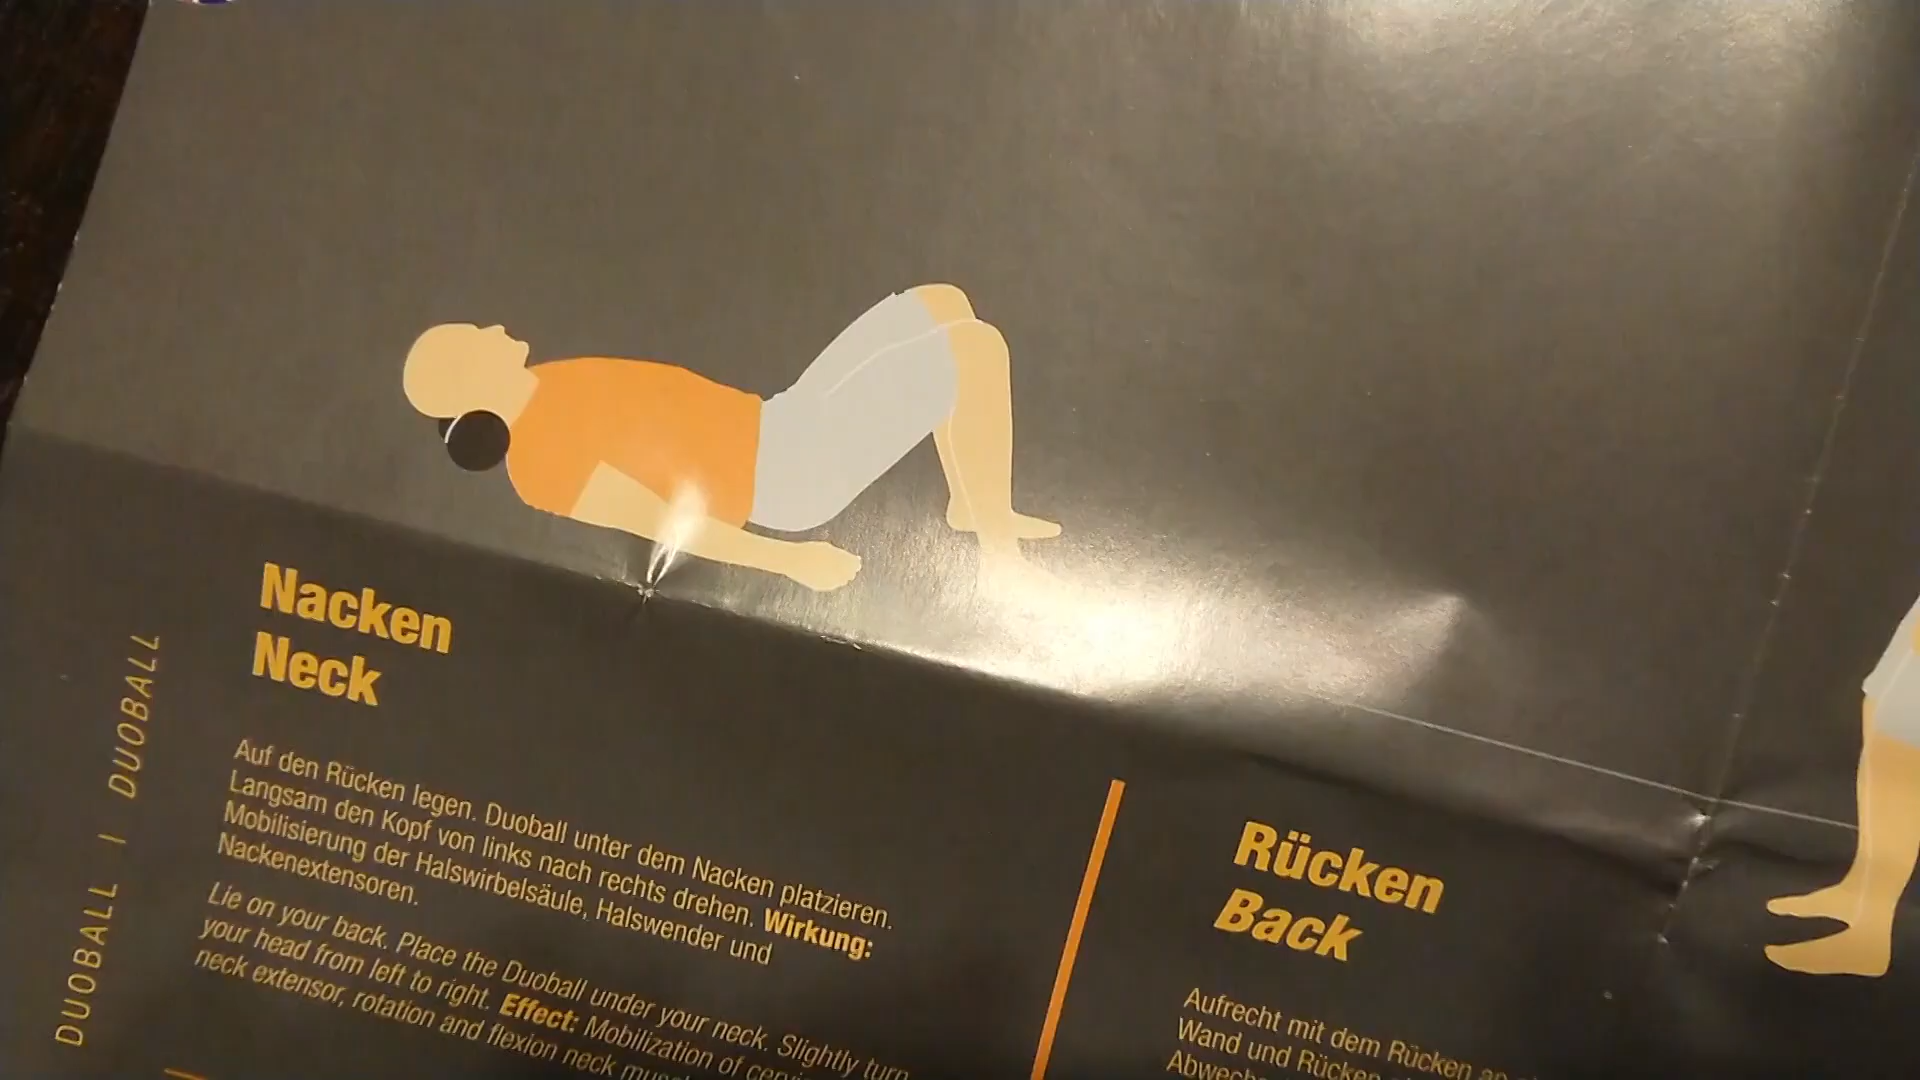 Nacken
Neck
Auf den Rücken legen. Duoball unter dem Nacken platzieren.
Langsam den Kopf von links nach rechts drehen. Wirkung:
Mobilisierung der Halswirbelsäule, Halswender und
Nackenextensoren.
Lie on your back. Place the Duoball under your neck. Slightly turn
your head from left to right. Effect: Mobilization of
neck extensor, rotation and flexion neck
DUOBALL | DUOBALL
Rücken
Back
Aufrecht mit dem Rücken an
Wand und Rücken